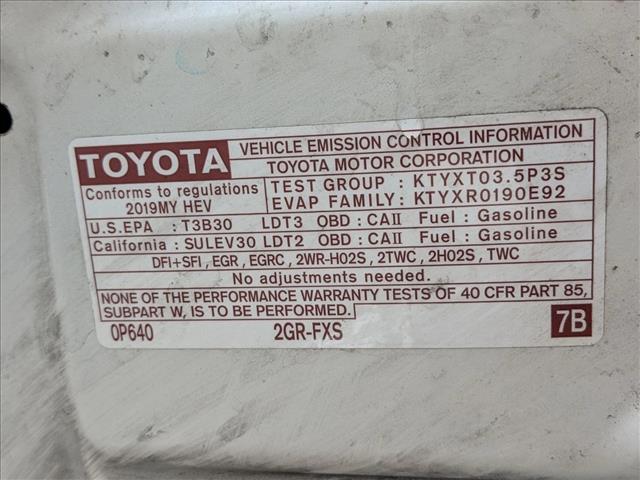 TOYOTA
VEHICLE EMISSION CONTROL INFORMATION
TOYOTA MOTOR CORPORATION
Conforms to regulations
2019MY HEV
TEST GROUP : KTYXT03.5P3S
EVAP FAMILY: KTYXR0190E92
U.S.EPA : T3B30 LDT3 OBD : CAII Fuel : Gasoline
California : SULEV30 LDT2 OBD : CAII Fuel : Gasoline
DFI+SFI , EGR , EGRC , 2WR-HO2S , 2TWC , 2HO2S , TWC
No adjustments needed.
NONE OF THE WARRANTY TESTS OF 40 CFR PART 85,
SUBPART W, IS TO BE PERFORMED.
0P640 2GR-FXS 7B